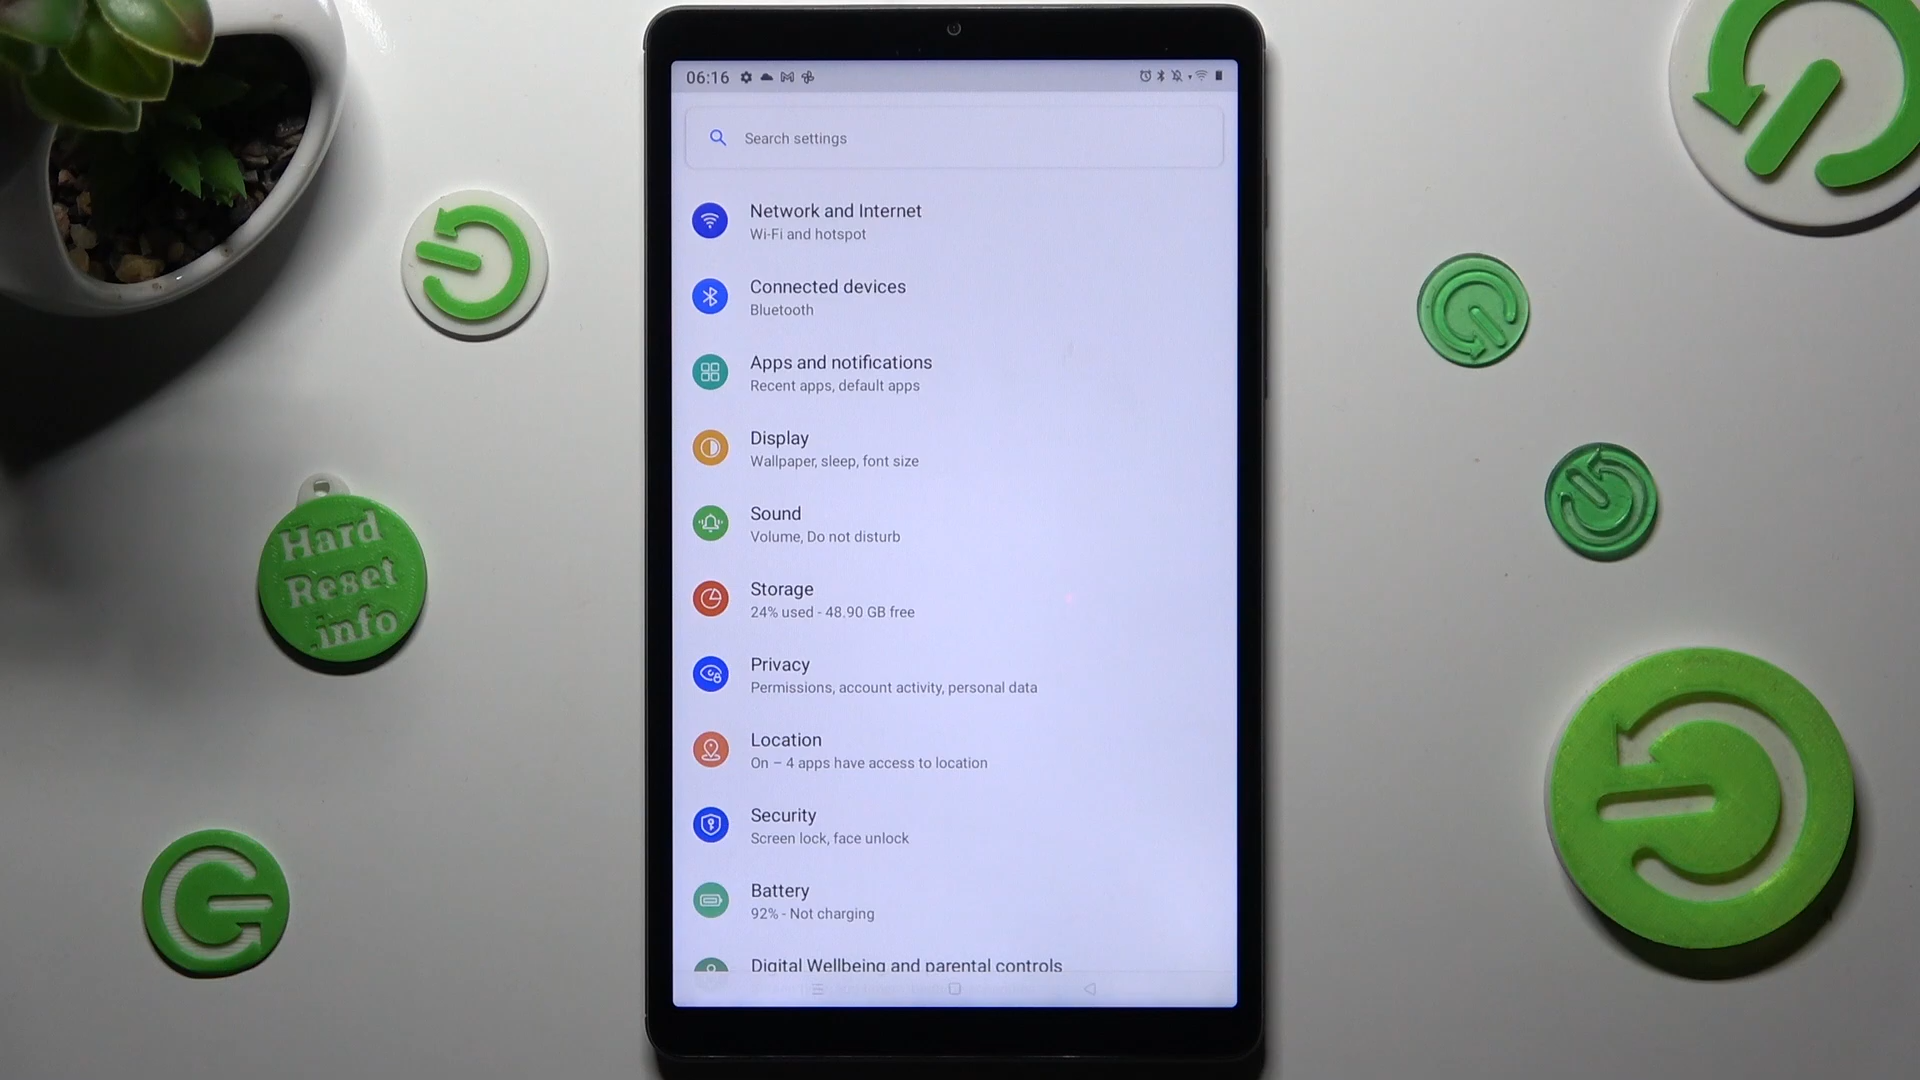 06:16
Search settings
Network and Internet
Wi-Fi and hotspot
Connected devices
Bluetooth
Apps and notifications
Recent apps, default apps
Display
Wallpaper, sleep, font size
Sound
Volume, Do not disturb
Storage
24% used - 48.90 GB free
Privacy
Permissions, account activity, personal data
Location
On – 4 apps have access to location
Security
Screen lock, face unlock
Battery
92% - Not charging
Digital Wellbeing and parental controls
Hard
Reset
.info